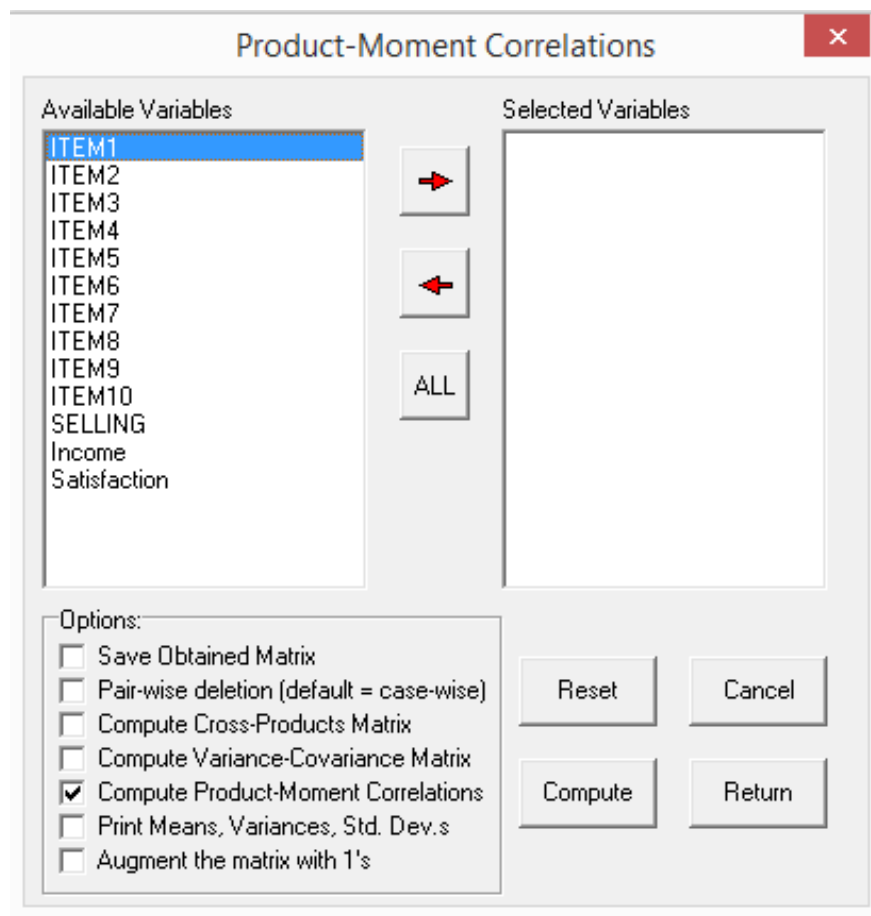 Product-Moment Correlations
Available Variables
ITEM1
ITEM2
ITEM3
ITEM4
ITEM5
ITEM6
ITEM7
ITEM8
ITEM9
ITEM10
SELLING
Income
Satisfaction
ALL
Selected Variables
Options:
Save Obtained Matrix
Pair-wise deletion (default = case-wise)
Compute Cross-Products Matrix
Compute Variance-Covariance Matrix
Compute Product-Moment Correlations
Print Means, Variances, Std. Dev.s
Augment the matrix with 1's
Reset
Cancel
Compute
Return